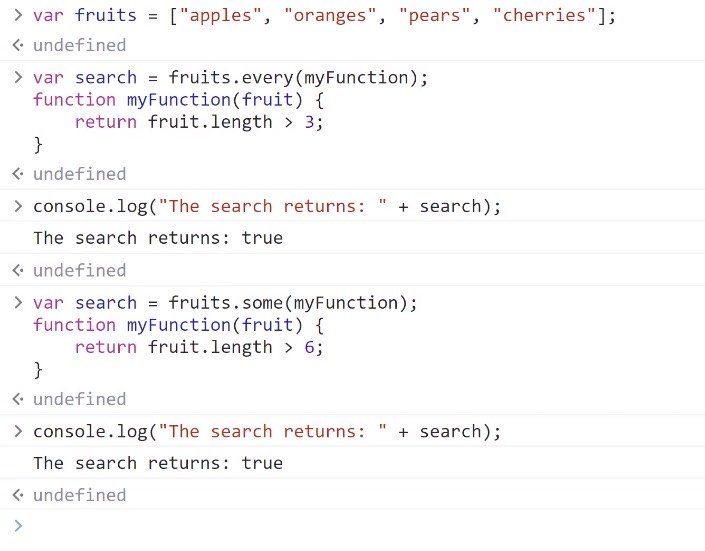 > var fruits = ["apples", "oranges", "pears", "cherries"];
undefined
> var search = fruits.every(myFunction);
function myFunction(fruit) {
    return fruit.length > 3;
}
undefined
> console.log("The search returns: " + search);
The search returns: true
undefined
> var search = fruits.some(myFunction);
function myFunction(fruit) {
    return fruit.length > 6;
}
undefined
> console.log("The search returns: " + search);
The search returns: true
undefined
>